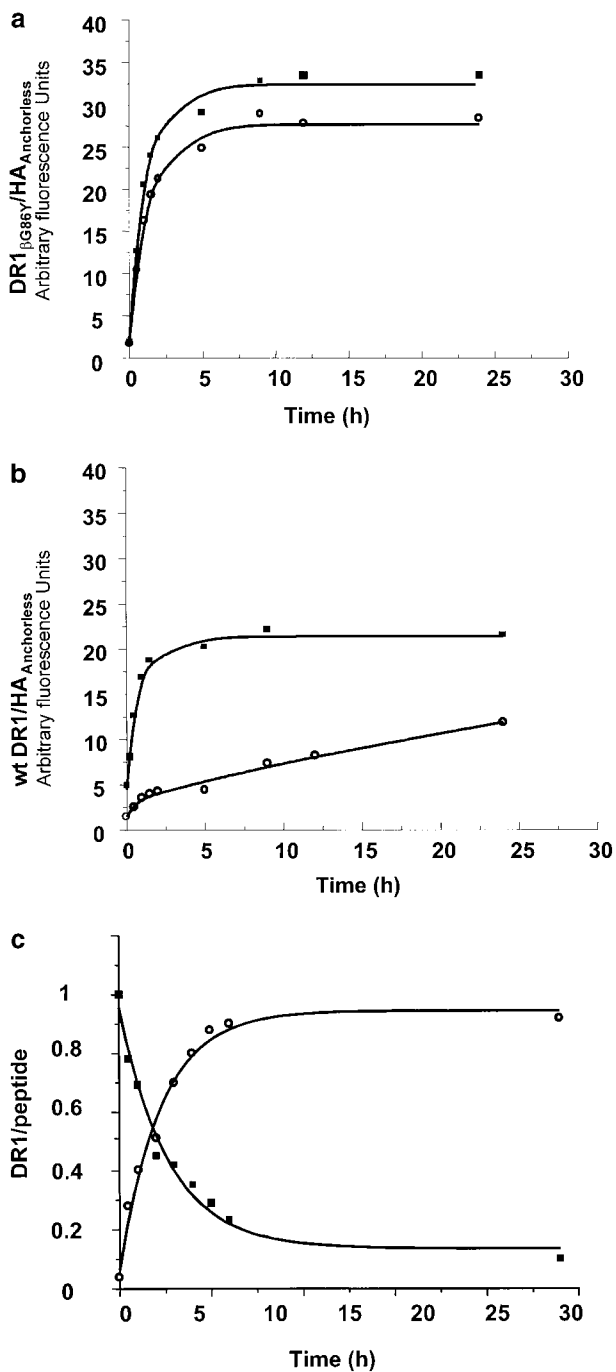 a
DR1βG86Y/HAAnchorless
Arbitrary fluorescence Units
40
35
30
25
20
15
10
5
0
0 5 10 15 20 25 30
Time (h)
b
wt DR1/HAAnchorless
Arbitrary fluorescence Units
40
35
30
25
20
15
10
5
0
0 5 10 15 20 25 30
Time (h)
c
DR1/peptide
1
0.8
0.6
0.4
0.2
0
0 5 10 15 20 25 30
Time (h)